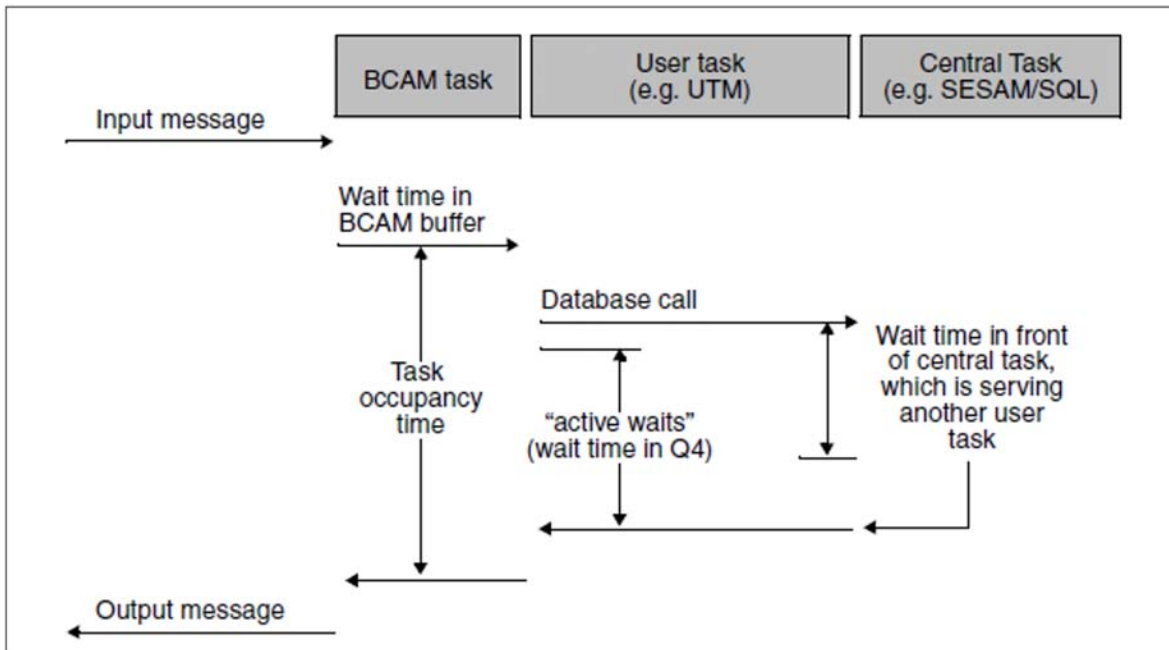 BCAM task
User task
(e.g. UTM)
Central Task
(e.g. SESAM/SQL)
Input message
Wait time in
BCAM buffer
Database call
Wait time in front
of central task,
which is serving
another user
task
Task
occupancy
time
“active waits”
(wait time in Q4)
Output message